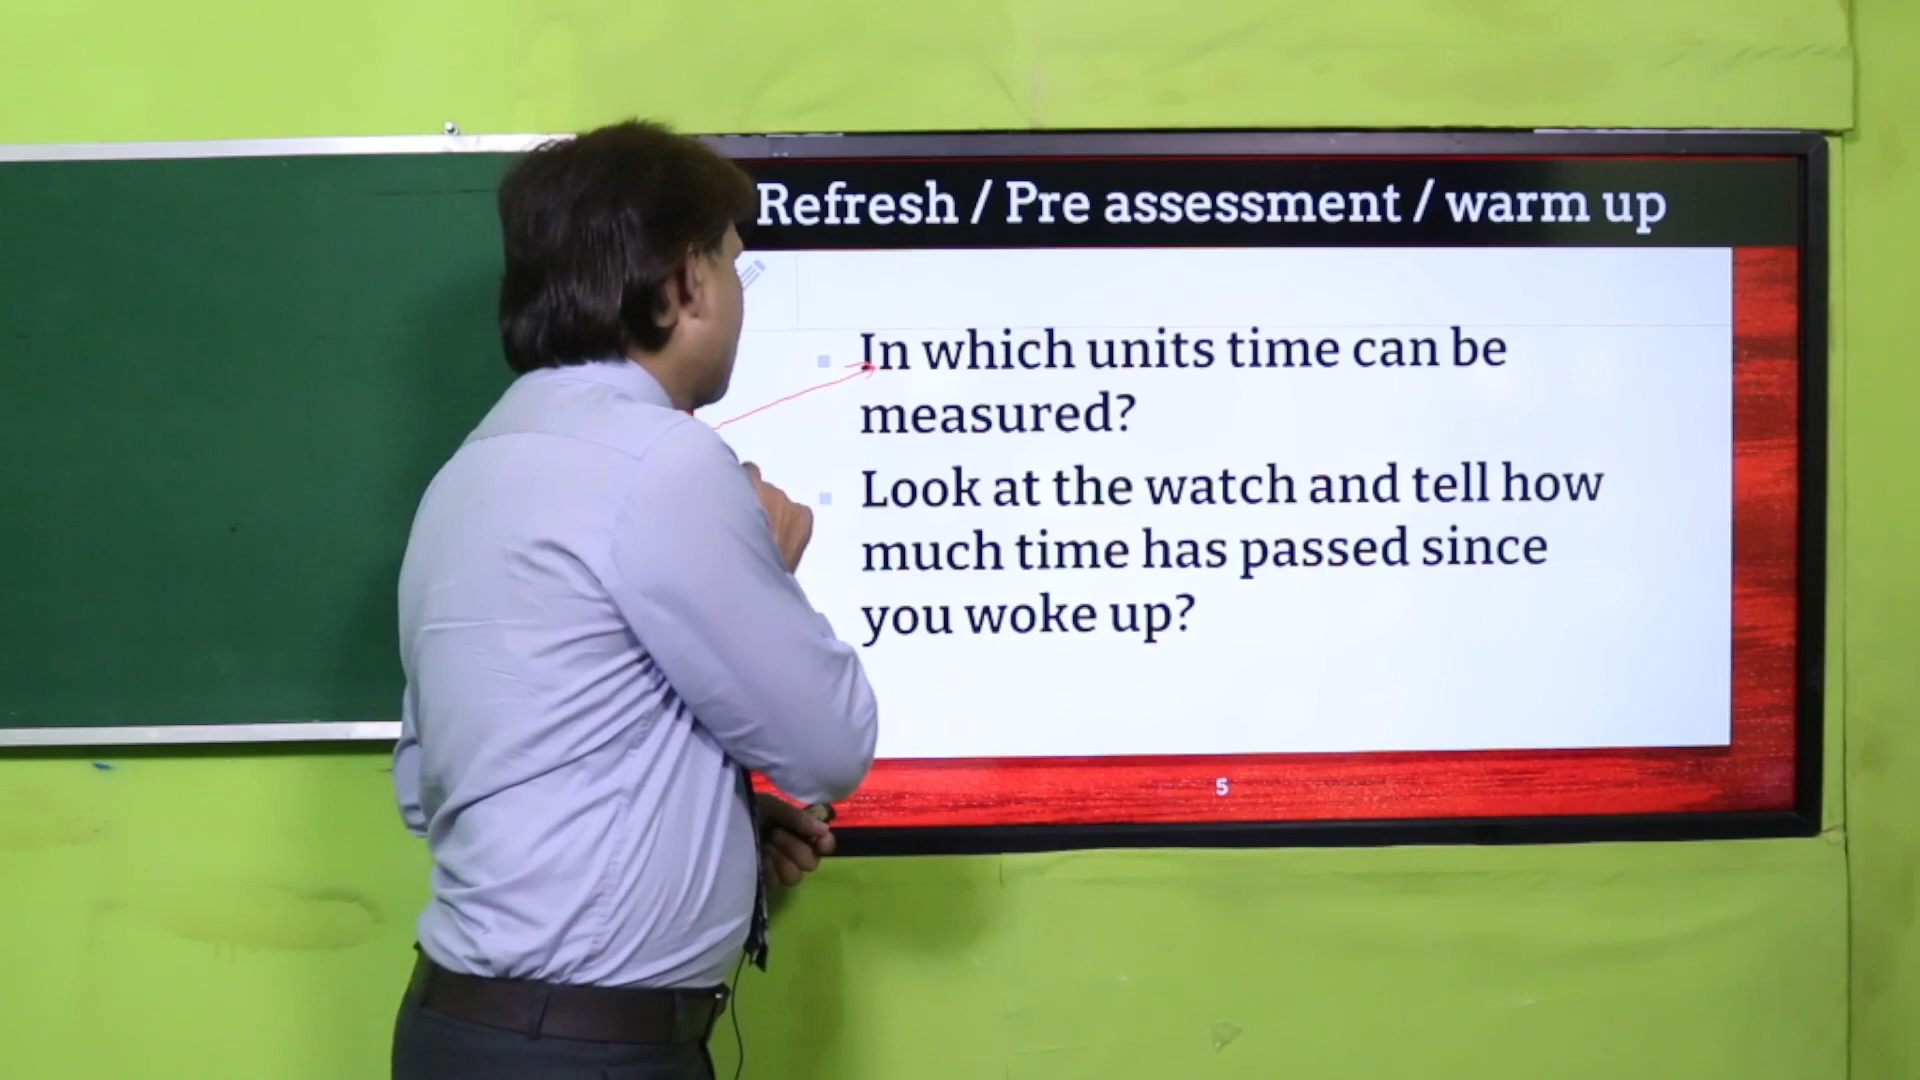 Refresh / Pre assessment / warm up
In which units time can be
measured?
Look at the watch and tell how
much time has passed since
you woke up?
5